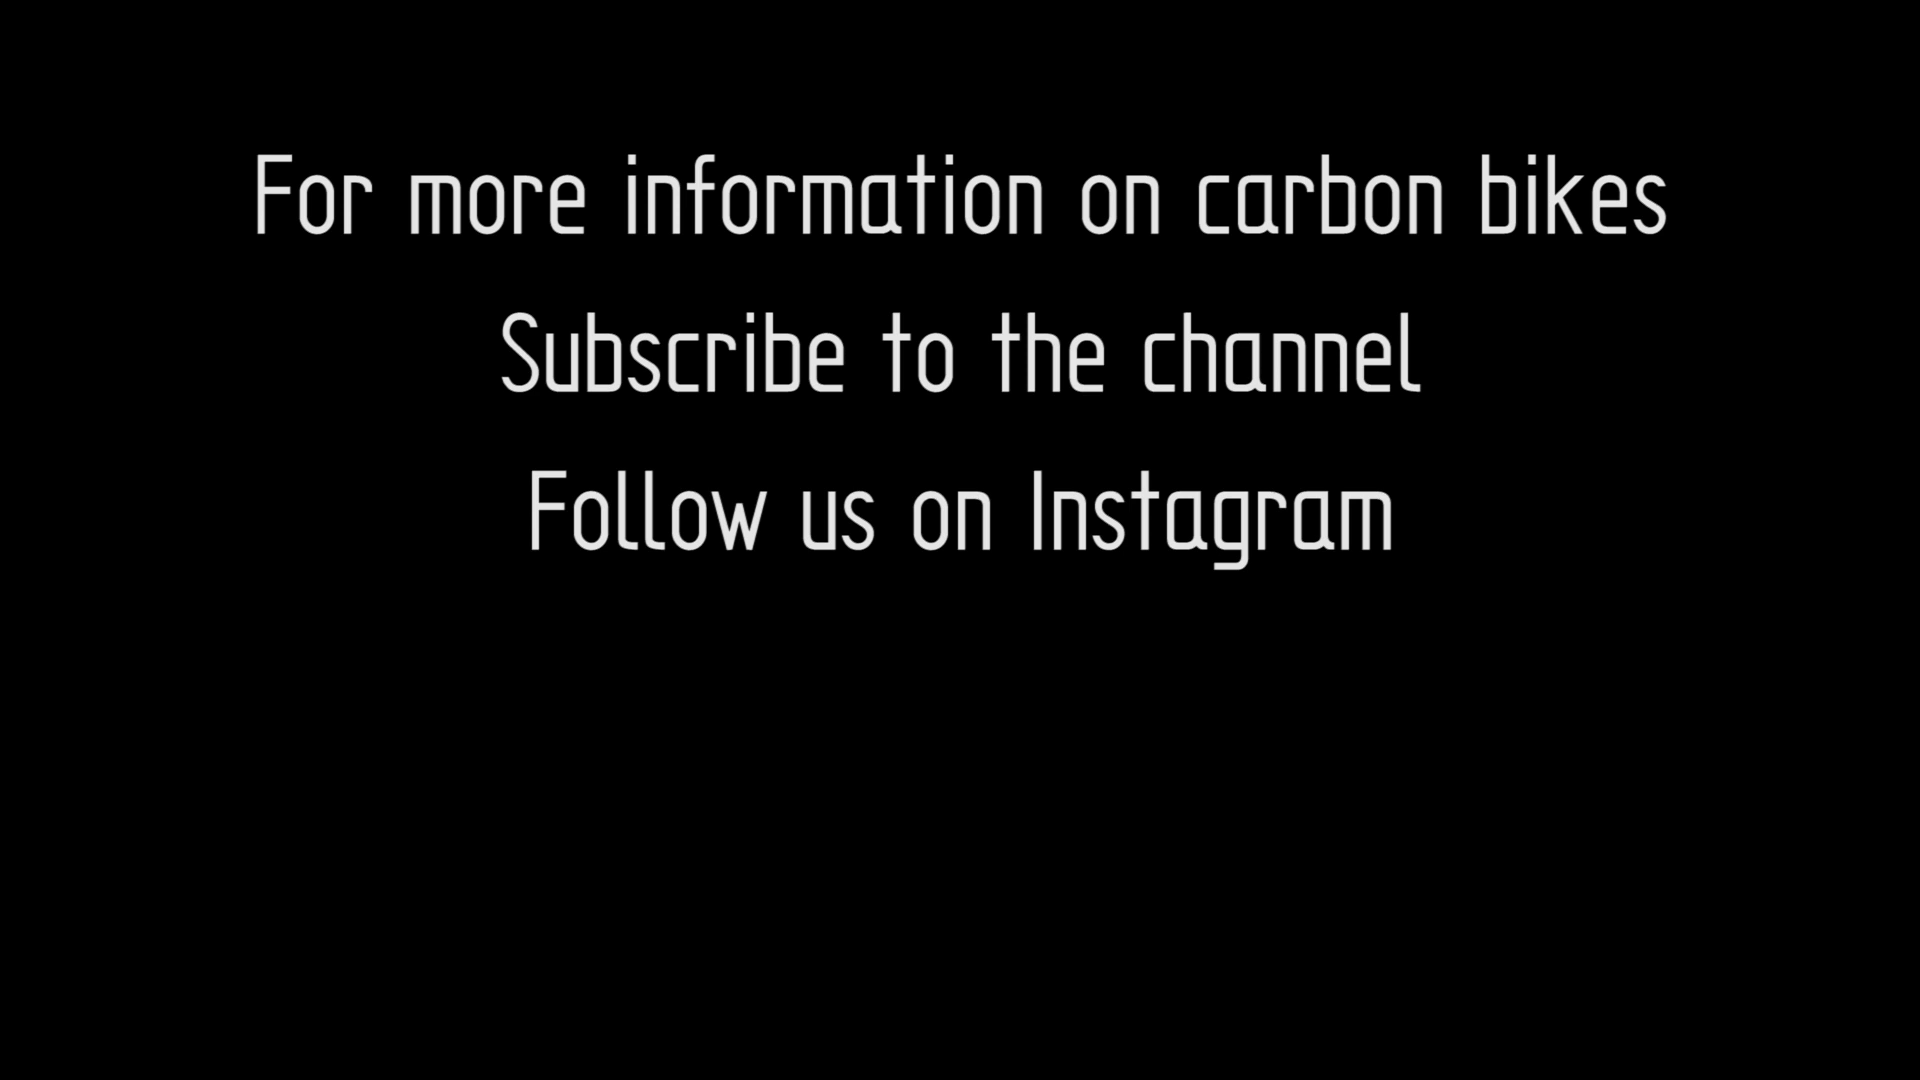 For more information on carbon bikes
Subscribe to the channel
Follow us on Instagram